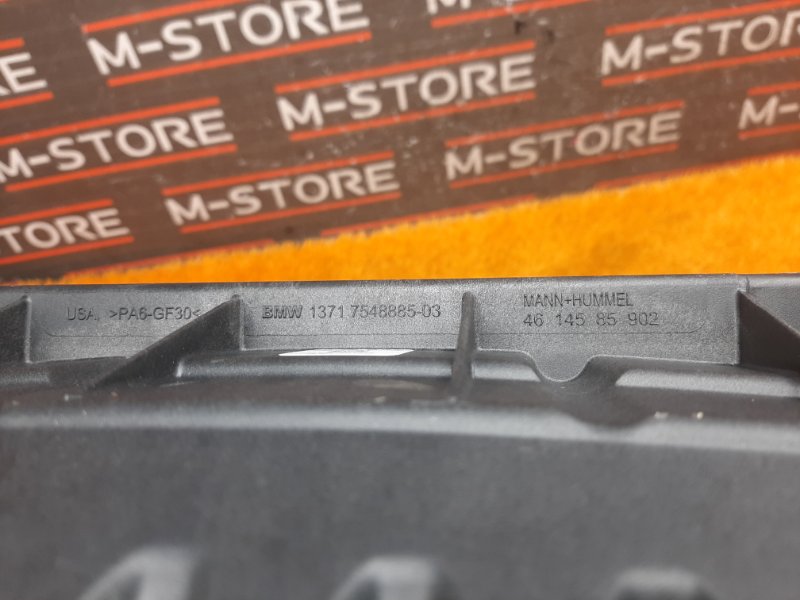 M-STORE M-STORE
M-STORE M-STORE
M-STORE M-STORE M-STORE
M-STORE M-STORE
USA. >PA6-GF30<
BMW 1371 7548885-03
MANN+HUMMEL
46 145 85 902